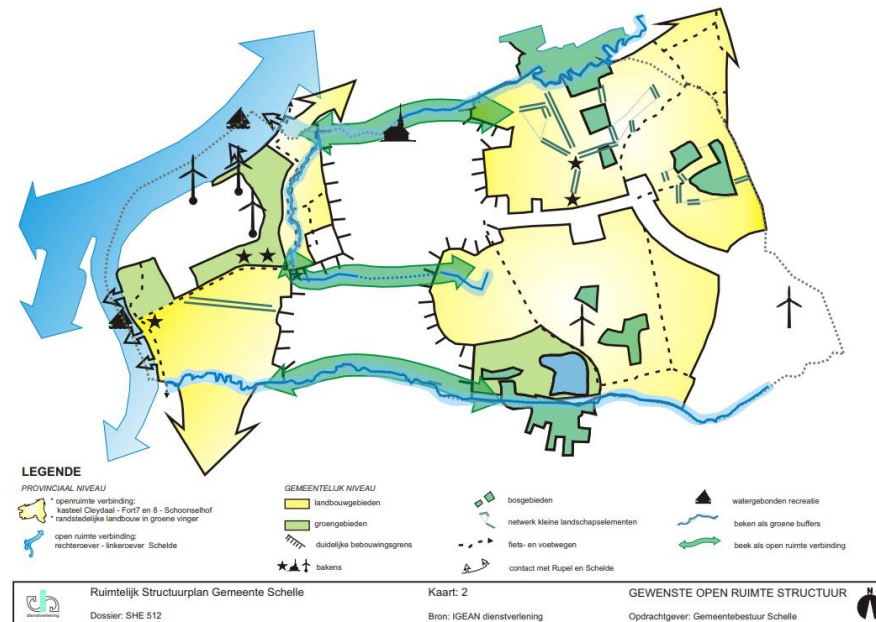 LEGENDE
PROVINCIAAL NIVEAU
* openruimte verbinding:
kasteel Cleydaal - Fort7 en 8 - Schoonselhof
* randstedelijke landbouw in groene vinger
open ruimte verbinding:
rechteroever - linkeroever Schelde
GEMEENTELIJK NIVEAU
landbouwgebieden
groengebieden
duidelijke bebouwingsgrens
bakens
bosgebieden
netwerk kleine landschapselementen
fiets- en voetwegen
contact met Rupel en Schelde
watergebonden recreatie
beken als groene buffers
beek als open ruimte verbinding
dienstverlening
Ruimtelijk Structuurplan Gemeente Schelle
Dossier: SHE 512
Kaart: 2
Bron: IGEAN dienstverlening
GEWENSTE OPEN RUIMTE STRUCTUUR
Opdrachtgever: Gemeentebestuur Schelle
N